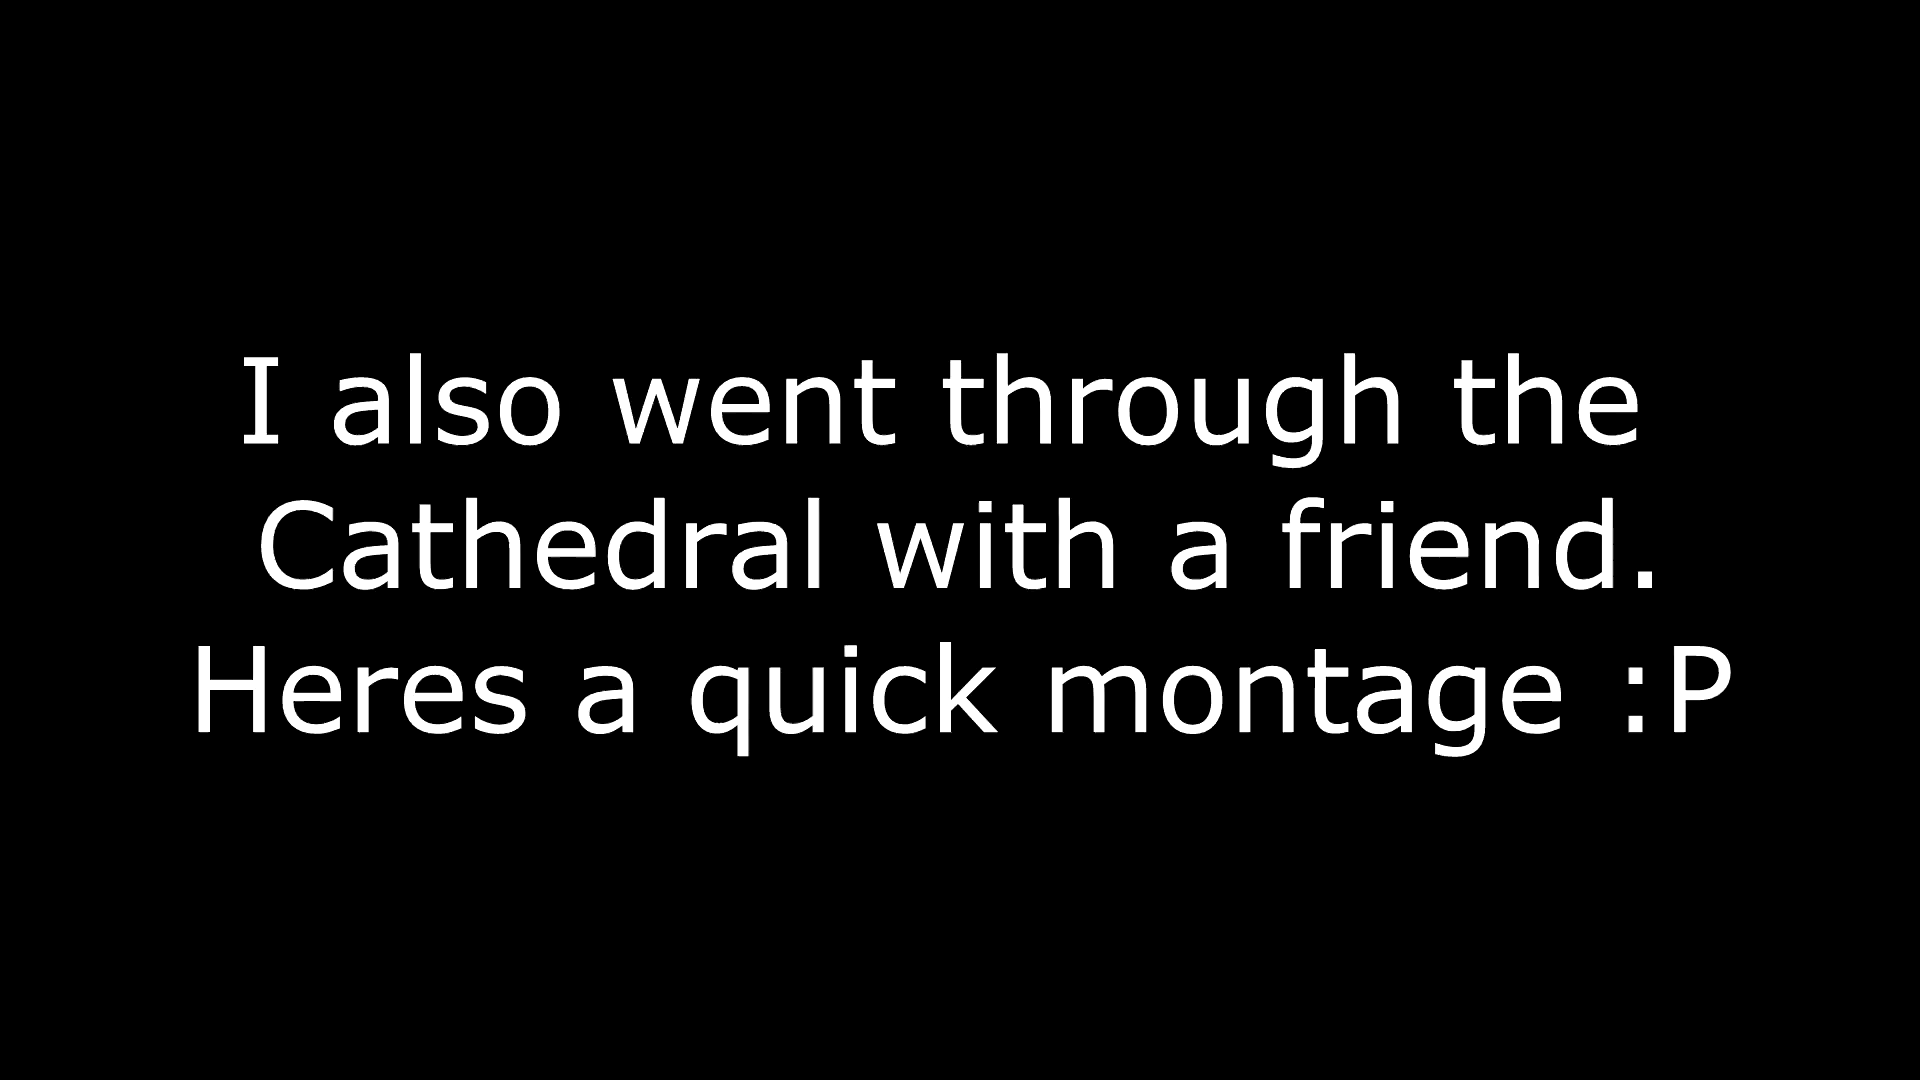 I also went through the
Cathedral with a friend.
Heres a quick montage :P